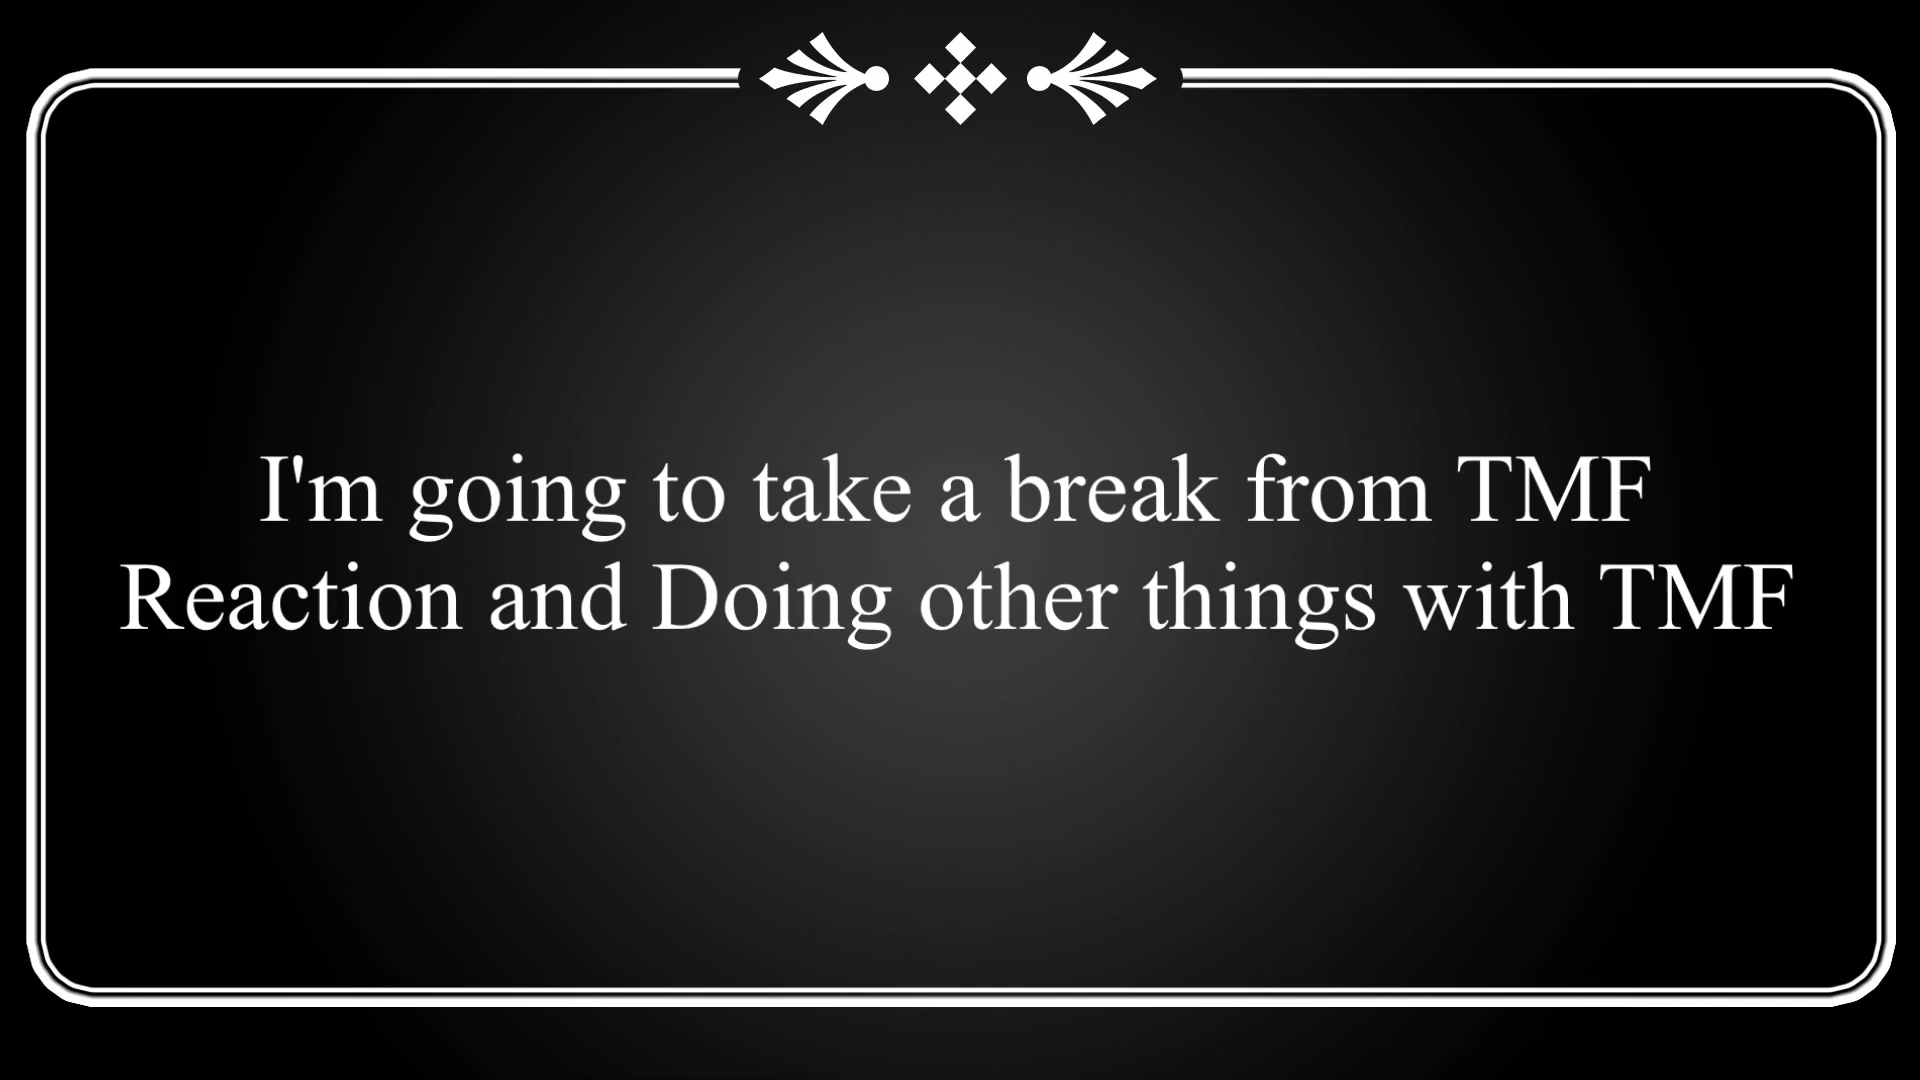 I'm going to take a break from TMF
Reaction and Doing other things with TMF